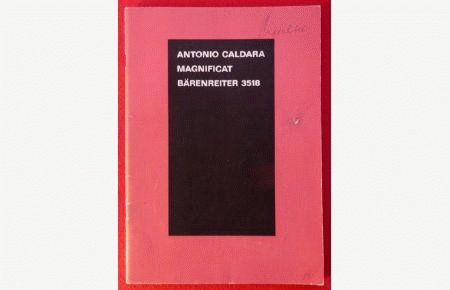 ANTONIO CALDARA
MAGNIFICAT
BÄRENREITER 3518